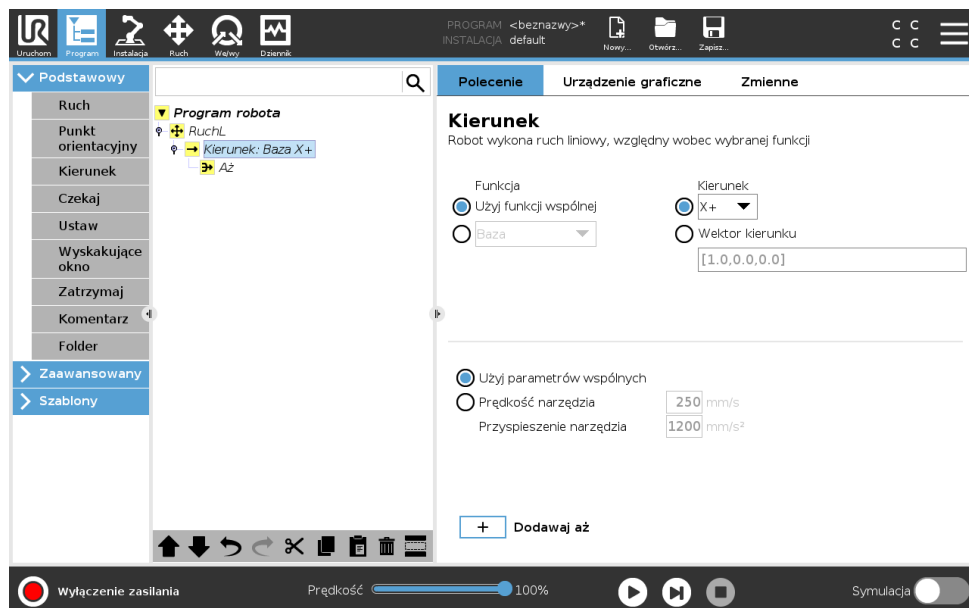 PROGRAM <beznazwy>*
INSTALACJA default
Uruchom Program Instalacja Ruch We/wy Dziennik Nowy... Otwórz... Zapisz...
C C
C C
Podstawowy
Ruch
Punkt
orientacyjny
Kierunek
Czekaj
Ustaw
Wyskakujące
okno
Zatrzymaj
Komentarz
Folder
Zaawansowany
Szablony
Program robota
RuchL
Kierunek: Baza X+
Aż
Polecenie Urządzenie graficzne Zmienne
Kierunek
Robot wykona ruch liniowy, względny wobec wybranej funkcji
Funkcja Kierunek
Użyj funkcji wspólnej X+
Baza Wektor kierunku
[1.0,0.0,0.0]
Użyj parametrów wspólnych
Prędkość narzędzia 250 mm/s
Przyspieszenie narzędzia 1200 mm/s²
+ Dodawaj aż
Wyłączenie zasilania Prędkość 100% Symulacja